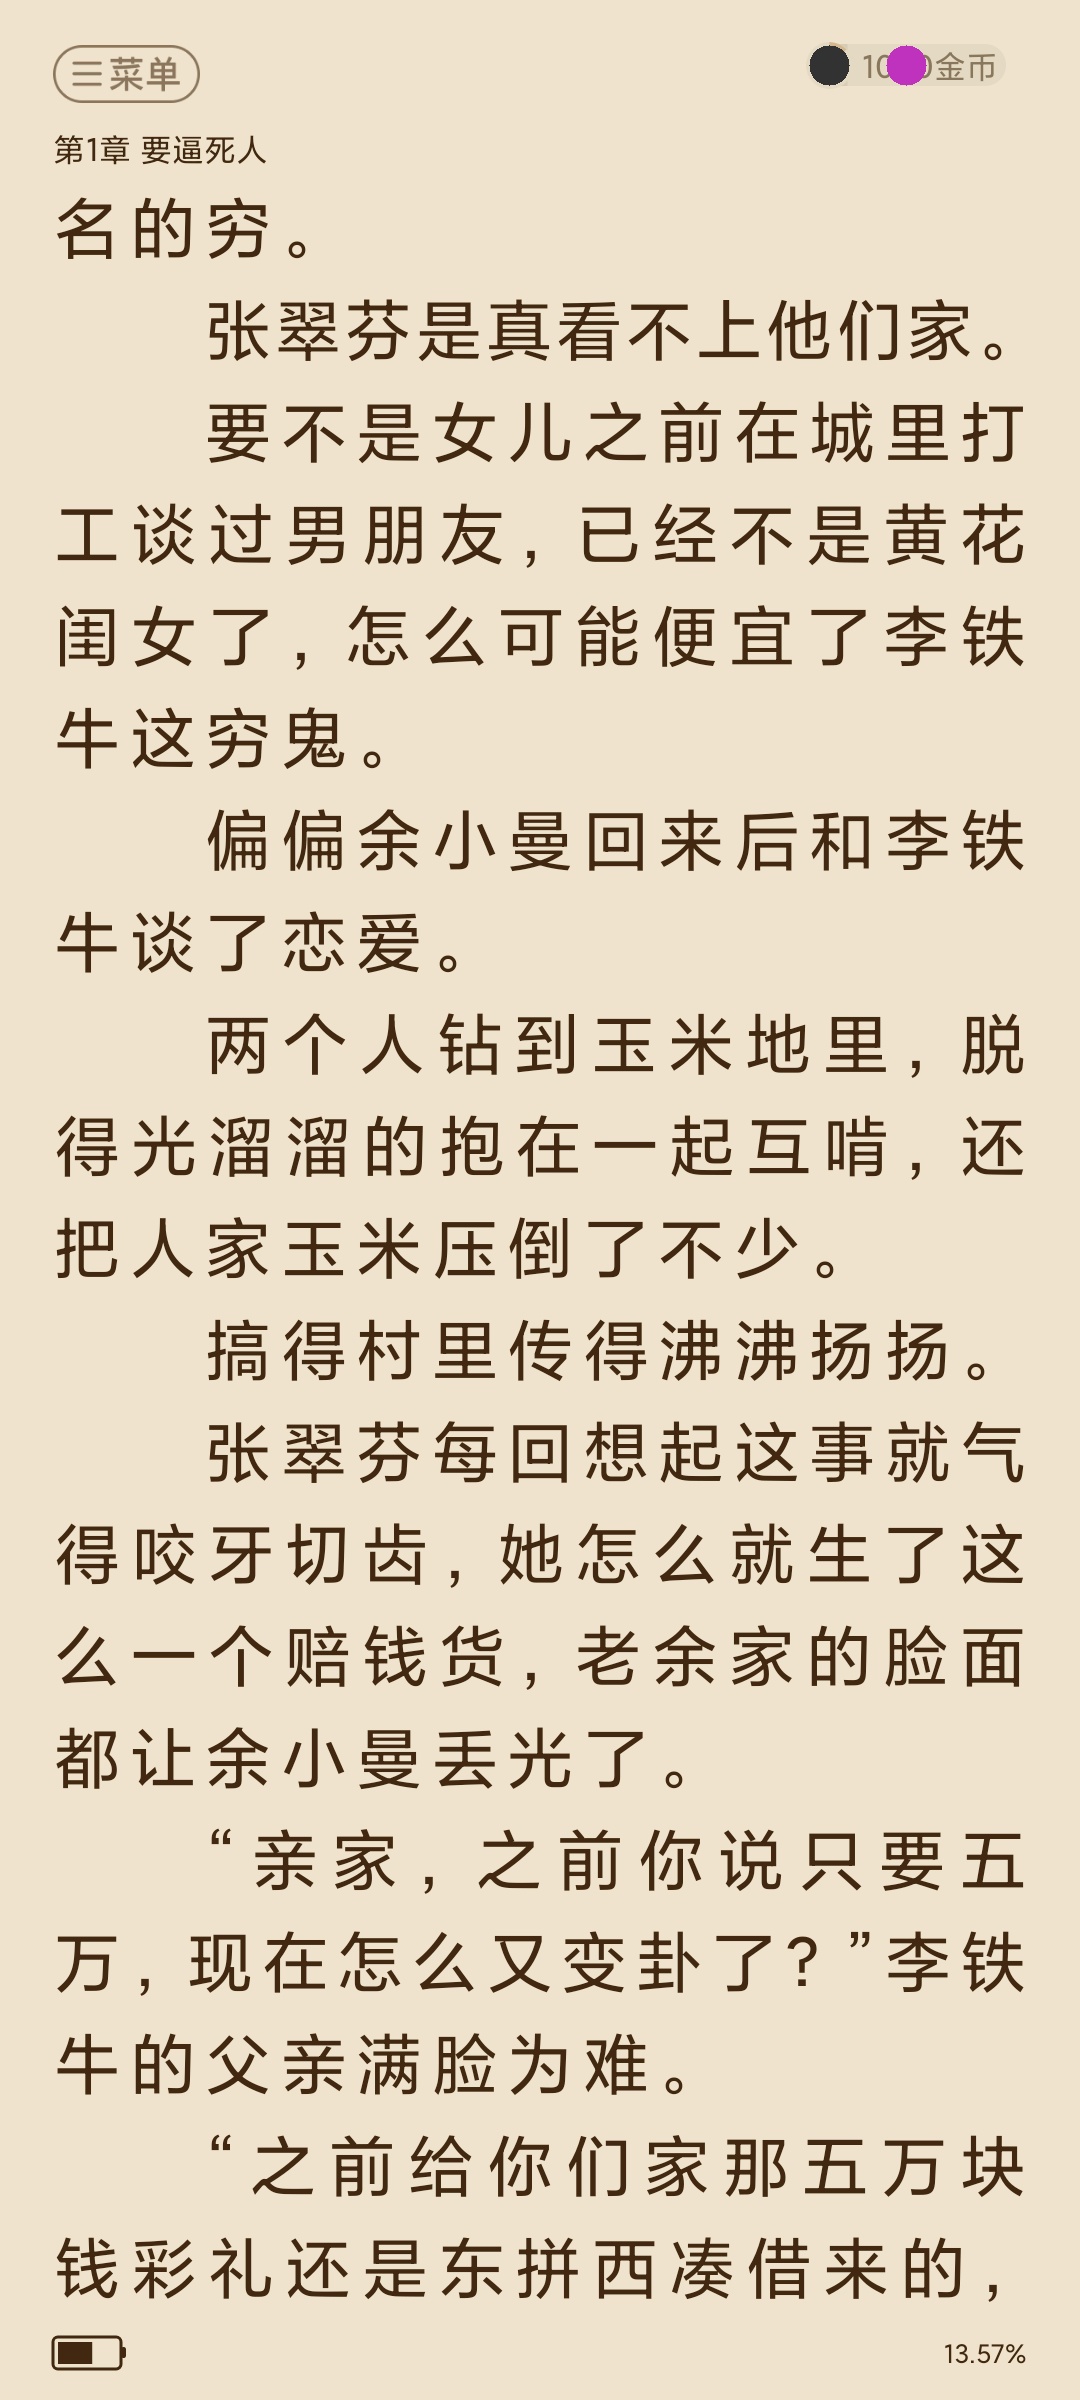 菜单
金币
第1章 要逼死人
名的穷。
张翠芬是真看不上他们家。
要不是女儿之前在城里打
工谈过男朋友,已经不是黄花
闺女了,怎么可能便宜了李铁
牛这穷鬼。
偏偏余小曼回来后和李铁
牛谈了恋爱。
两个人钻到玉米地里,脱
得光溜溜的抱在一起互啃,还
把人家玉米压倒了不少。
搞得村里传得沸沸扬扬。
张翠芬每回想起这事就气
得咬牙切齿,她怎么就生了这
么一个赔钱货,老余家的脸面
都让余小曼丢光了。
“亲家,之前你说只要五
万,现在怎么又变卦了?”李铁
牛的父亲满脸为难。
“之前给你们家那五万块
钱彩礼还是东拼西凑借来的,
13.57%